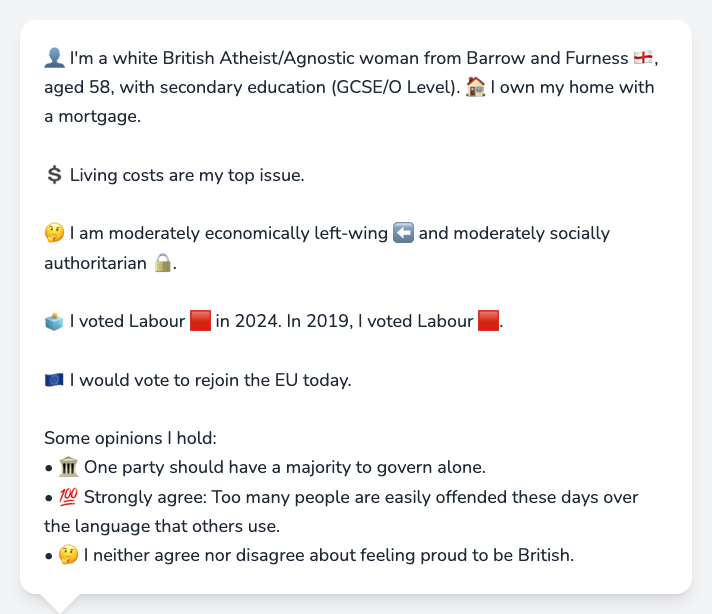 👤 I'm a white British Atheist/Agnostic woman from Barrow and Furness 🏴󠁧󠁢󠁥󠁮󠁧󠁿,
aged 58, with secondary education (GCSE/O Level). 🏠 I own my home with
a mortgage.
💲 Living costs are my top issue.
🤔 I am moderately economically left-wing ⬅️ and moderately socially
authoritarian 🔒.
🗳️ I voted Labour 🟥 in 2024. In 2019, I voted Labour 🟥.
🇪🇺 I would vote to rejoin the EU today.
Some opinions I hold:
• 🏛️ One party should have a majority to govern alone.
• 💯 Strongly agree: Too many people are easily offended these days over
the language that others use.
• 🤔 I neither agree nor disagree about feeling proud to be British.